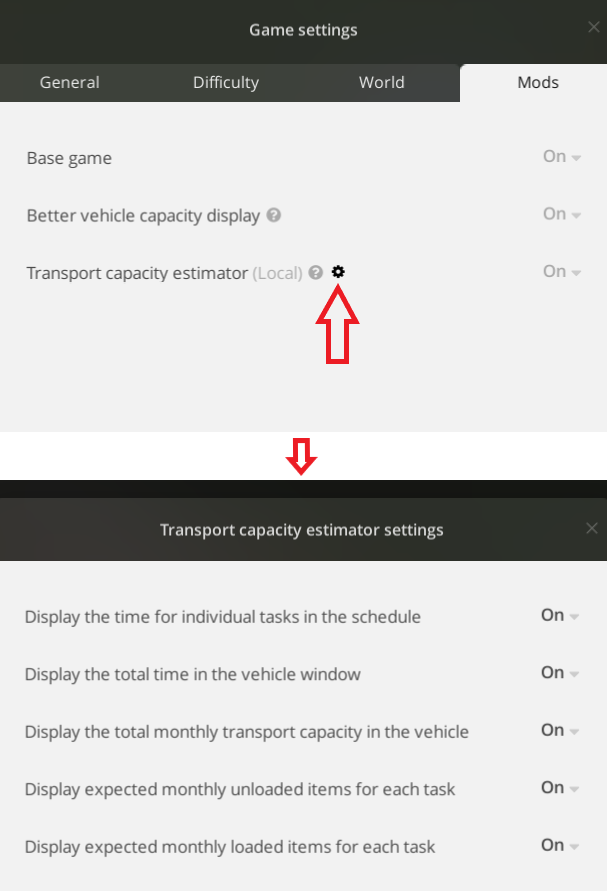 Game settings
General Difficulty World Mods
Base game On
Better vehicle capacity display On
Transport capacity estimator (Local) On
Transport capacity estimator settings
Display the time for individual tasks in the schedule On
Display the total time in the vehicle window On
Display the total monthly transport capacity in the vehicle On
Display expected monthly unloaded items for each task On
Display expected monthly loaded items for each task On